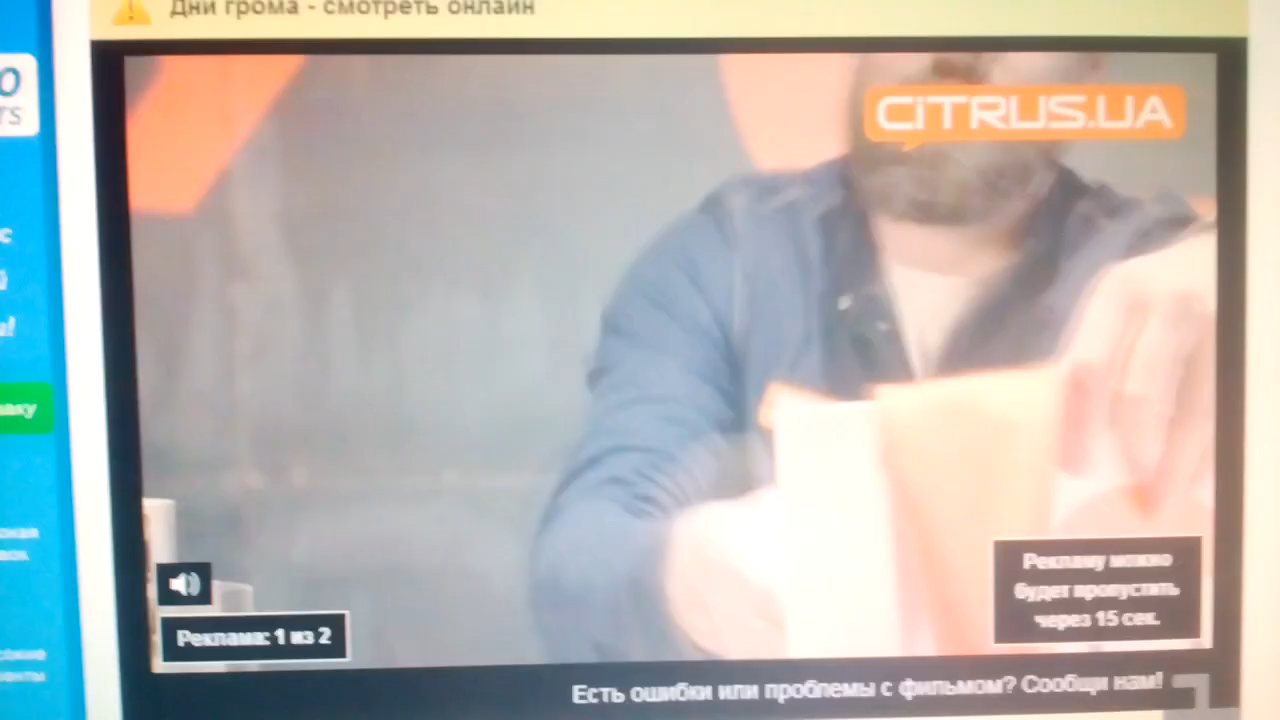 Дни грома - смотреть онлайн
CiTRUS.UA
Рекламу можно
будет пропустить
через 15 сек.
Реклама: 1 из 2
Есть ошибки или проблемы с фильмом? Сообщи нам!